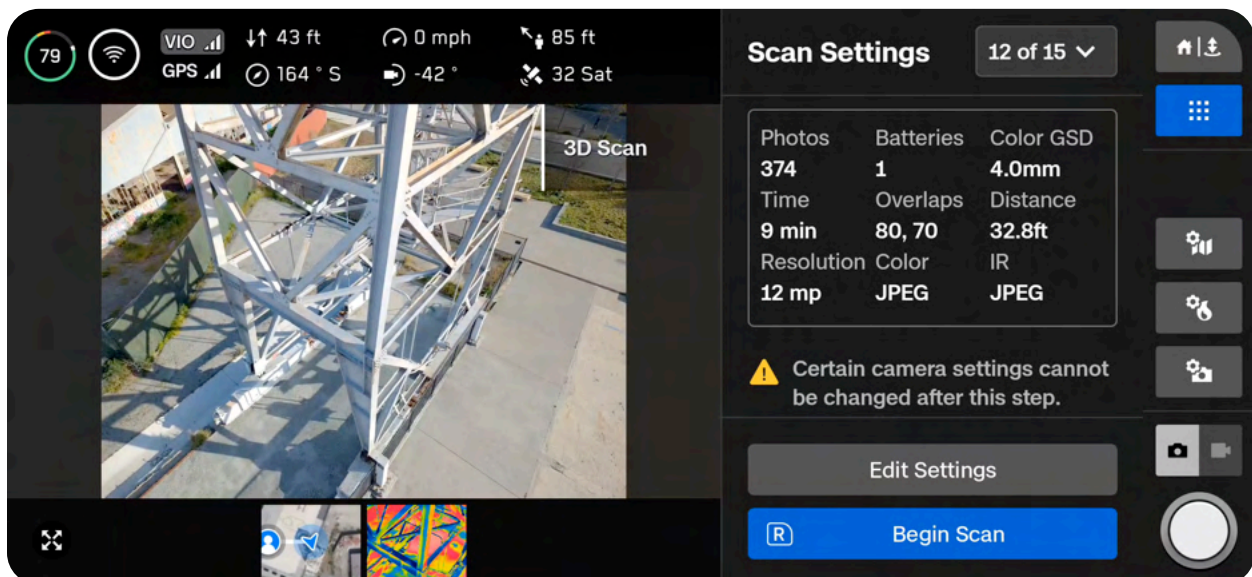 79
VIO
GPS
43 ft
164 ° S
0 mph
-42 °
85 ft
32 Sat
3D Scan
Scan Settings
12 of 15
Photos Batteries Color GSD
374 1 4.0mm
Time Overlaps Distance
9 min 80, 70 32.8ft
Resolution Color IR
12 mp JPEG JPEG
Certain camera settings cannot
be changed after this step.
Edit Settings
R Begin Scan